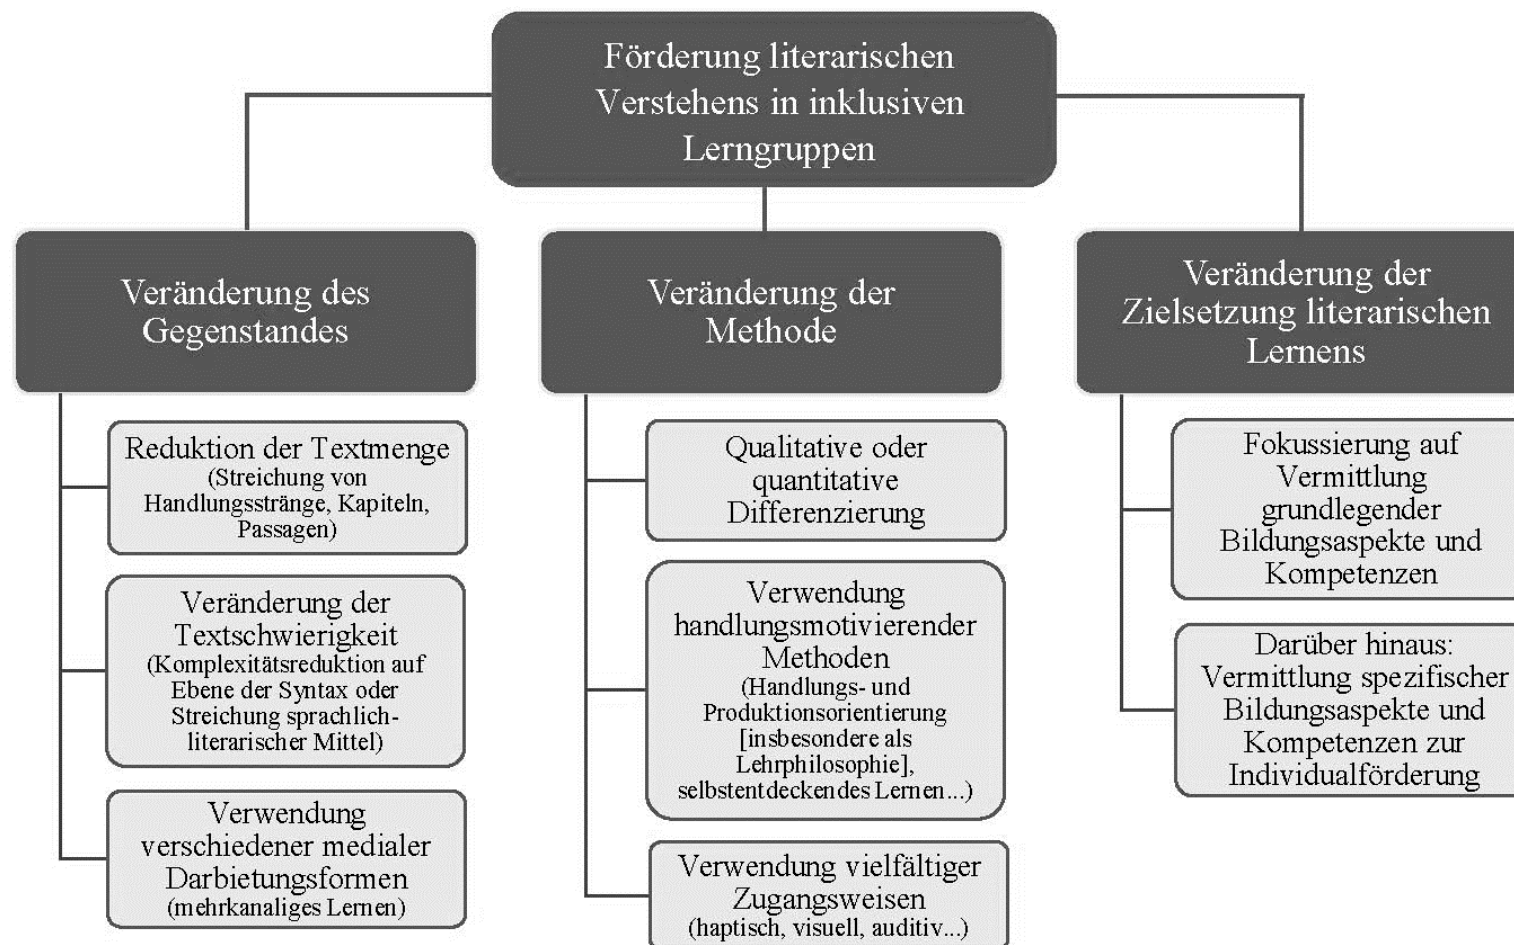 Förderung literarischen
Verstehens in inklusiven
Lerngruppen
Veränderung des
Gegenstandes
Reduktion der Textmenge
(Streichung von
Handlungsstränge, Kapiteln,
Passagen)
Veränderung der
Textschwierigkeit
(Komplexitätsreduktion auf
Ebene der Syntax oder
Streichung sprachlich-
literarischer Mittel)
Verwendung
verschiedener medialer
Darbietungsformen
(mehrkanaliges Lernen)
Veränderung der
Methode
Qualitative oder
quantitative
Differenzierung
Verwendung
handlungsmotivierender
Methoden
(Handlungs- und
Produktionsorientierung
[insbesondere als
Lehrphilosophie],
selbstentdeckendes Lernen...)
Verwendung vielfältiger
Zugangsweisen
(haptisch, visuell, auditiv...)
Veränderung der
Zielsetzung literarischen
Lernens
Fokussierung auf
Vermittlung
grundlegender
Bildungsaspekte und
Kompetenzen
Darüber hinaus:
Vermittlung spezifischer
Bildungsaspekte und
Kompetenzen zur
Individualförderung